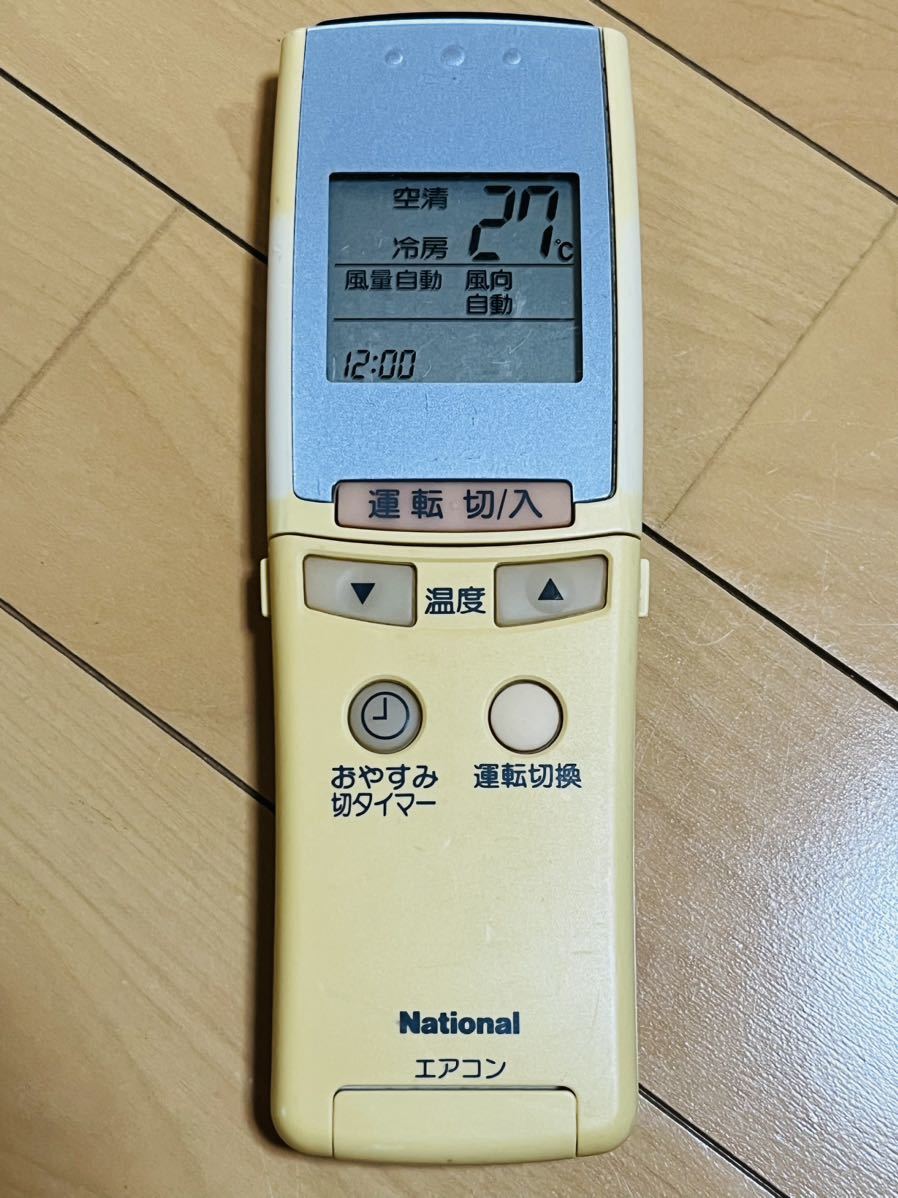 空清 27℃
冷房
風量自動 風向
自動
12:00
運転 切/入
▼ 温度 ▲
おやすみ 運転切換
切タイマー
National
エアコン